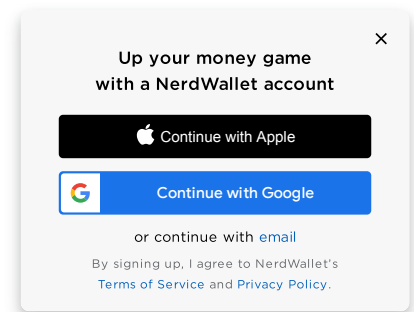 Up your money game
with a NerdWallet account
Continue with Apple
Continue with Google
or continue with email
By signing up, I agree to NerdWallet's
Terms of Service and Privacy Policy.